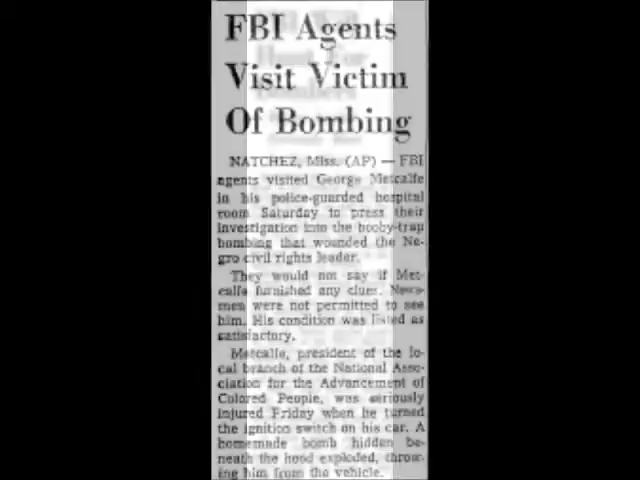 FBI Agents
Visit Victim
Of Bombing
NATCHEZ, Miss. (AP) — FBI
agents visited George Metcalfe
in his police-guarded hospital
room Saturday to press their
investigation into the booby-trap
bombing that wounded the Ne-
gro civil rights leader.
They would not say if Met-
calfe furnished any clues. News-
men were not permitted to see
him. His condition was listed as
satisfactory.
Metcalfe, president of the lo-
cal branch of the National Asso-
ciation for the Advancement of
Colored People, was seriously
injured Friday when he turned
the ignition switch on his car. A
homemade bomb hidden be-
neath the hood exploded, throw-
ing him from the vehicle.